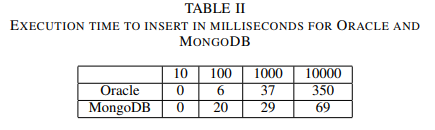 TABLE II
EXECUTION TIME TO INSERT IN MILLISECONDS FOR ORACLE AND
MONGODB
10 100 1000 10000
Oracle 0 6 37 350
MongoDB 0 20 29 69